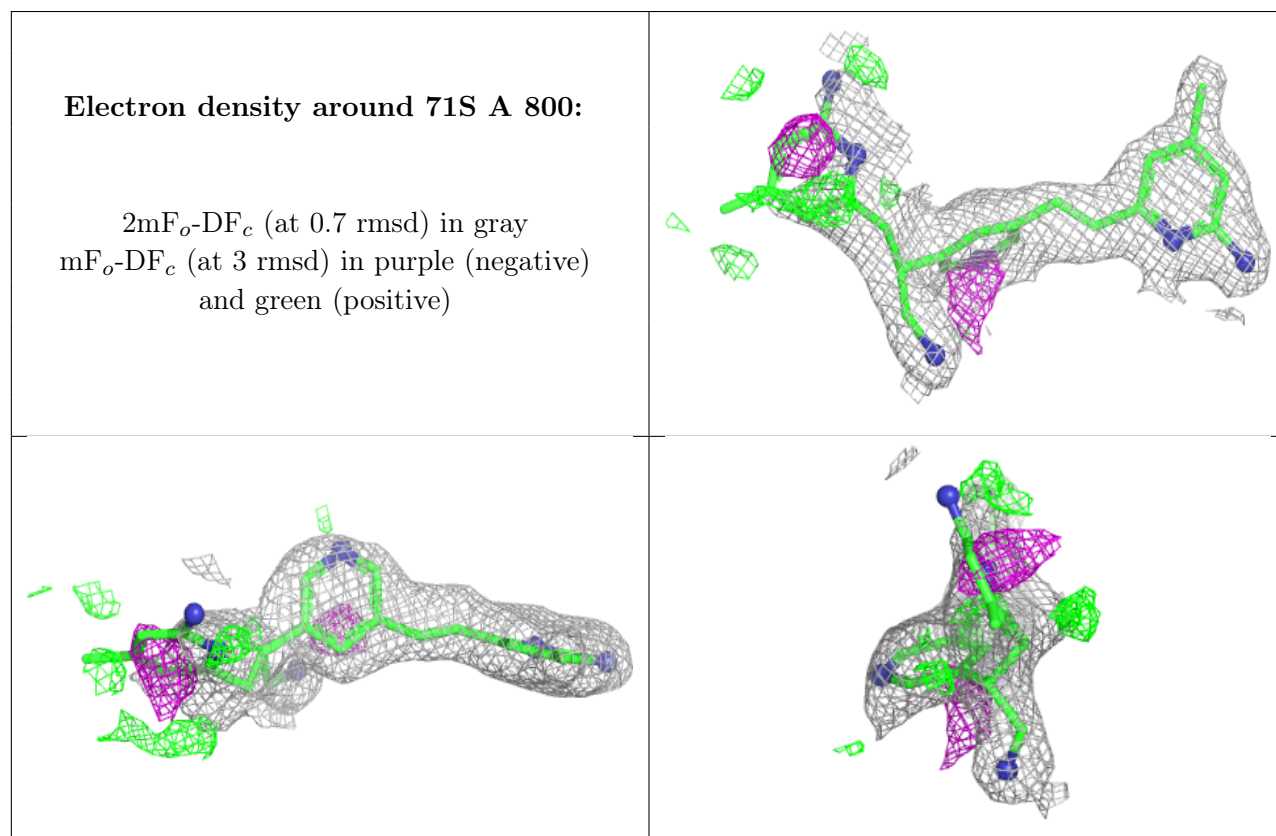 Electron density around 71S A 800:
2mFo-DFc (at 0.7 rmsd) in gray
mFo-DFc (at 3 rmsd) in purple (negative)
and green (positive)